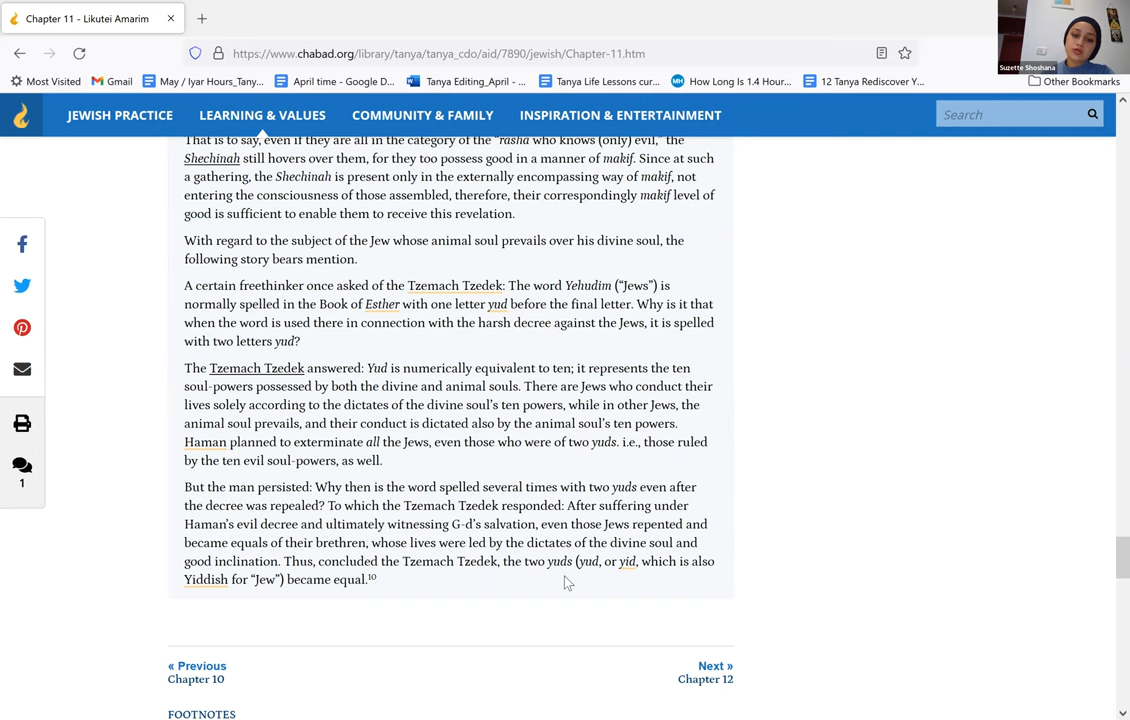 Chapter 11 - Likutei Amarim
https://www.chabad.org/library/tanya/tanya_cdo/aid/7890/jewish/Chapter-11.htm
Suzette Shoshana
Most Visited Gmail May / Iyar Hours_Tany... April time - Google D... Tanya Editing_April - ... Tanya Life Lessons cur... How Long Is 1.4 Hour... 12 Tanya Rediscover Y... Other Bookmarks
JEWISH PRACTICE LEARNING & VALUES COMMUNITY & FAMILY INSPIRATION & ENTERTAINMENT Search
That is to say, even if they are all in the category of the “rasha who knows (only) evil,” the
Shechinah still hovers over them, for they too possess good in a manner of makif. Since at such
a gathering, the Shechinah is present only in the externally encompassing way of makif, not
entering the consciousness of those assembled, therefore, their correspondingly makif level of
good is sufficient to enable them to receive this revelation.
With regard to the subject of the Jew whose animal soul prevails over his divine soul, the
following story bears mention.
A certain freethinker once asked of the Tzemach Tzedek: The word Yehudim (“Jews”) is
normally spelled in the Book of Esther with one letter yud before the final letter. Why is it that
when the word is used there in connection with the harsh decree against the Jews, it is spelled
with two letters yud?
The Tzemach Tzedek answered: Yud is numerically equivalent to ten; it represents the ten
soul-powers possessed by both the divine and animal souls. There are Jews who conduct their
lives solely according to the dictates of the divine soul’s ten powers, while in other Jews, the
animal soul prevails, and their conduct is dictated also by the animal soul’s ten powers.
Haman planned to exterminate all the Jews, even those who were of two yuds. i.e., those ruled
by the ten evil soul-powers, as well.
1
But the man persisted: Why then is the word spelled several times with two yuds even after
the decree was repealed? To which the Tzemach Tzedek responded: After suffering under
Haman’s evil decree and ultimately witnessing G-d’s salvation, even those Jews repented and
became equals of their brethren, whose lives were led by the dictates of the divine soul and
good inclination. Thus, concluded the Tzemach Tzedek, the two yuds (yud, or yid, which is also
Yiddish for “Jew”) became equal.10
« Previous Next »
Chapter 10 Chapter 12
FOOTNOTES